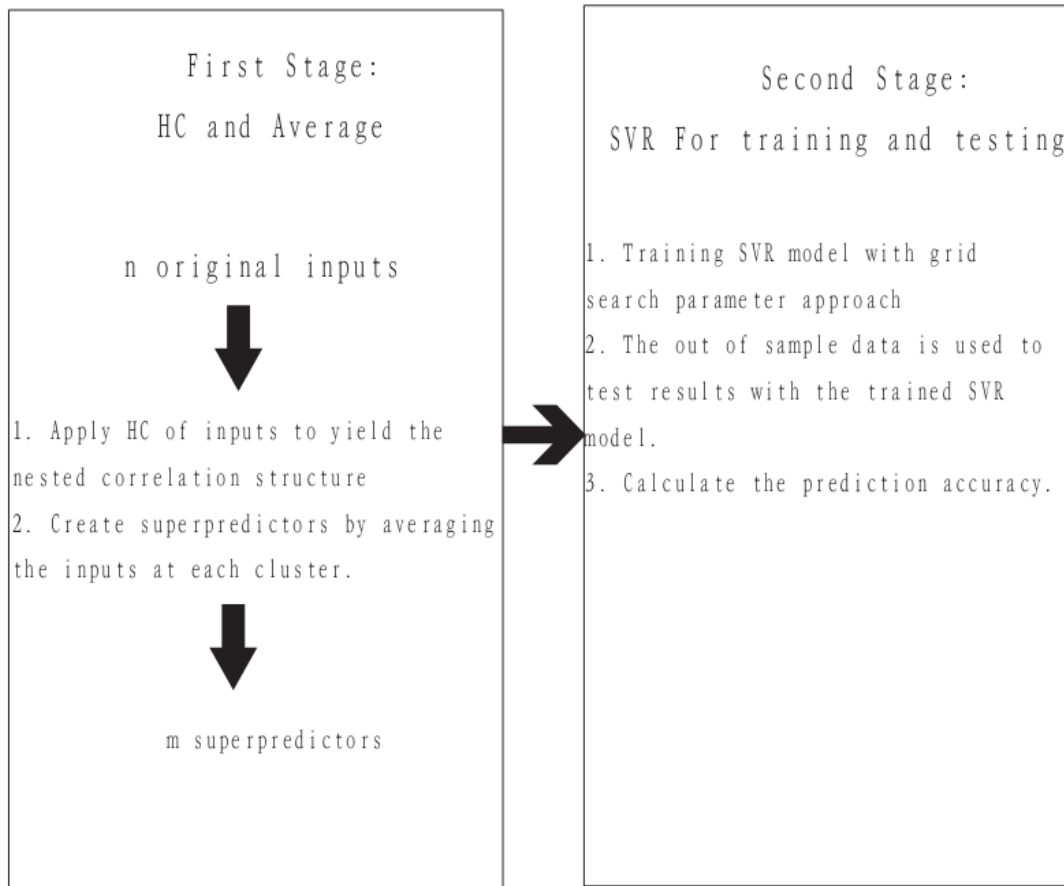 First Stage:
HC and Average
n original inputs
1. Apply HC of inputs to yield the
nested correlation structure
2. Create superpredictors by averaging
the inputs at each cluster.
m superpredictors
Second Stage:
SVR For training and testing
1. Training SVR model with grid
search parameter approach
2. The out of sample data is used to
test results with the trained SVR
model.
3. Calculate the prediction accuracy.